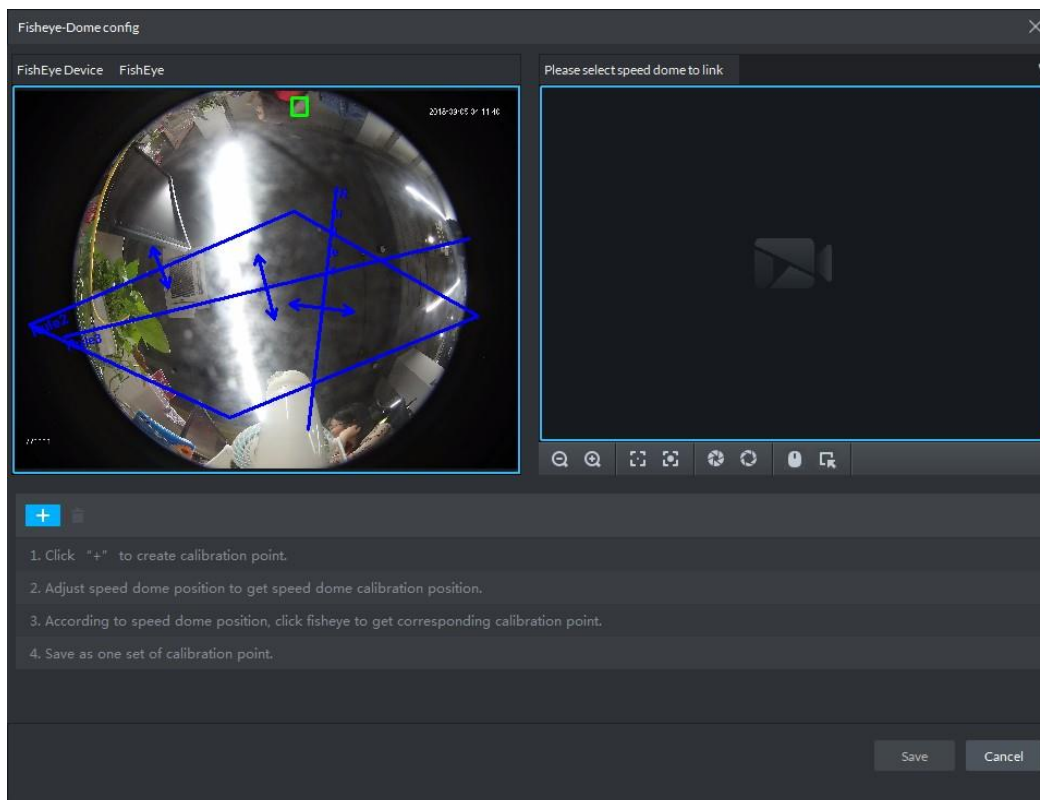 Fisheye-Dome config
FishEye Device FishEye
Please select speed dome to link
1. Click "+" to create calibration point.
2. Adjust speed dome position to get speed dome calibration position.
3. According to speed dome position, click fisheye to get corresponding calibration point.
4. Save as one set of calibration point.
Save Cancel